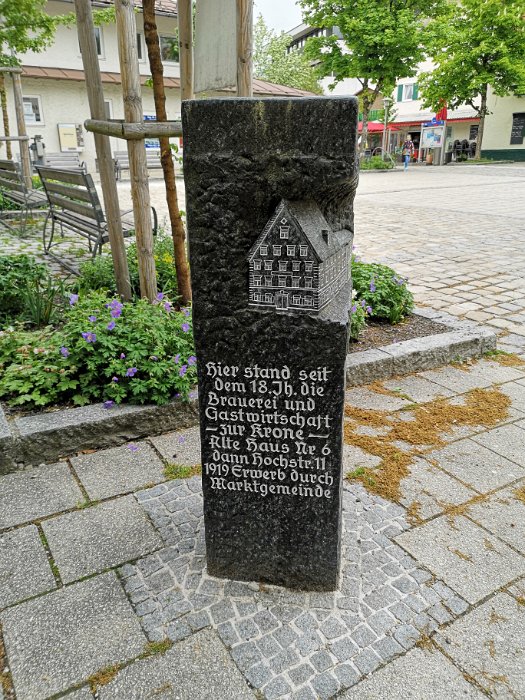 Hier stand seit
dem 18.Jh. die
Brauerei und
Gastwirtschaft
— zur Krone —
Alte Haus Nr 6
dann Hochstr. 11
1919 Erwerb durch
Marktgemeinde